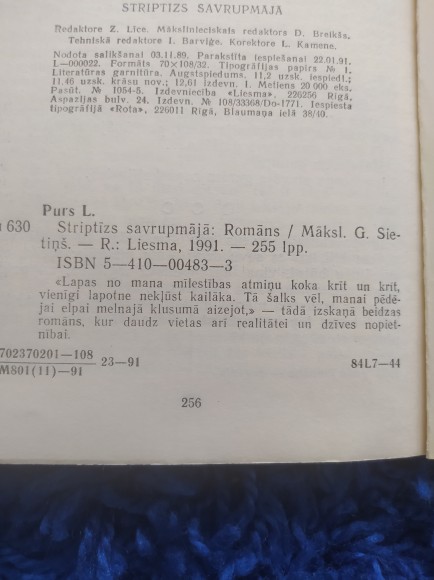 STRIPTĪZS SAVRUPMĀJĀ
Redaktore Z. Lice. Mākslinieciskais redaktors D. Breikšs.
Tehniskā redaktore I. Barviģe. Korektore L. Kamene.
Nodota salikšanai 03.11.89. Parakstīta iespiešanai 22.01.91.
L—000022. Formāts 70×108/32. Tipogrāfijas papīrs № 1.
Literatūras garnitūra. Augstspiedums. 11,2 uzsk. iespiedl.;
11,46 uzsk. krāsu nov.; 12,61 izdevn. l. Metiens 20 000 eks.
Pasūt. № 1054-5. Izdevniecība «Liesma», 226256 Rīgā,
Aspazijas bulv. 24. Izdevn. № 108/33368/Do-1771. Iespiesta
tipogrāfijā «Rota», 226011 Rīgā, Blaumaņa ielā 38/40.
Purs L.
630 Striptīzs savrupmājā: Romāns / Māksl. G. Sie-
tiņš. — R.: Liesma, 1991. — 255 lpp.
ISBN 5—410—00483—3
«Lapas no mana mīlestības atmiņu koka krīt un krīt,
vienīgi lapotne nekļūst kailāka. Tā šalks vēl, manai pēdē-
jai elpai melnajā klusumā aizejot,» — tādā izskaņā beidzas
romāns, kur daudz vietas arī realitātei un dzīves nopiet-
nībai.
702370201—108
M801(11)—91
23—91
84L7—44
256